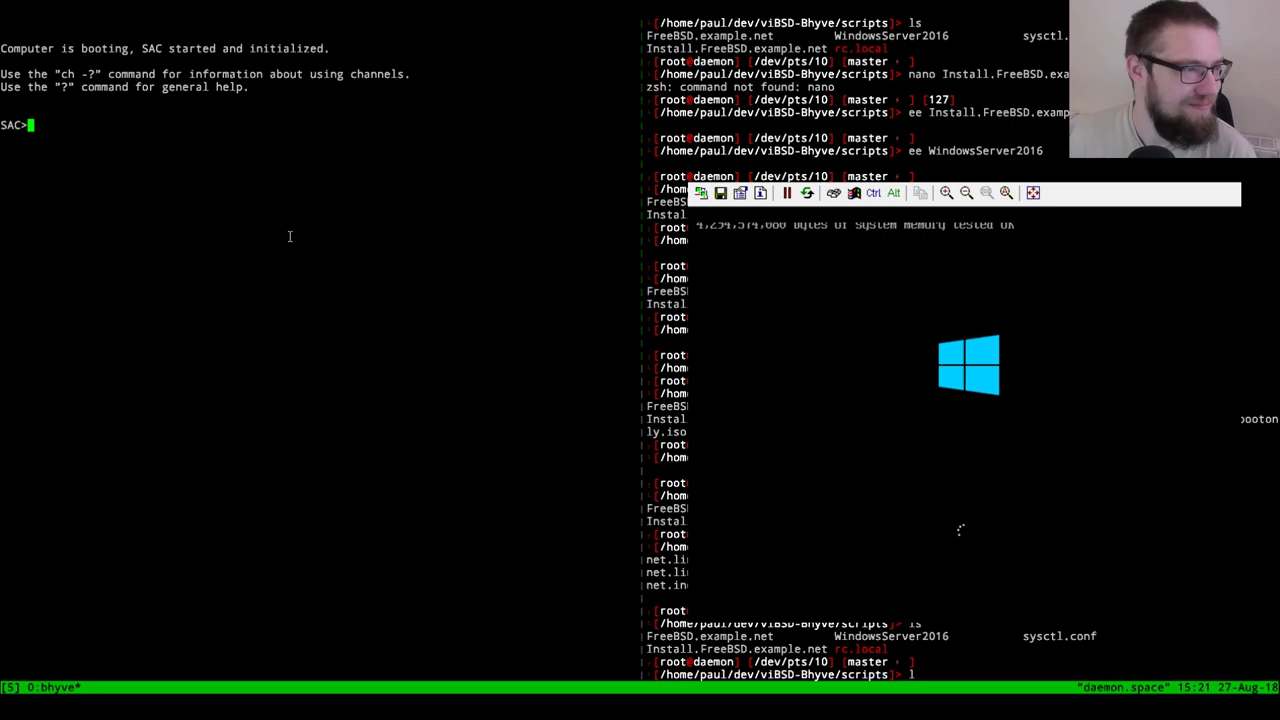 Computer is booting, SAC started and initialized.
Use the "ch -?" command for information about using channels.
Use the "?" command for general help.
SAC>
[/home/paul/dev/viBSD-Bhyve/scripts]> ls
FreeBSD.example.net WindowsServer2016 sysctl.
Install.FreeBSD.example.net rc.local
[root@daemon] [/dev/pts/10] [master ⚡ ]
[/home/paul/dev/viBSD-Bhyve/scripts]> nano Install.FreeBSD.exa
zsh: command not found: nano
[root@daemon] [/dev/pts/10] [master ⚡ ] [127]
[/home/paul/dev/viBSD-Bhyve/scripts]> ee Install.FreeBSD.examp
[root@daemon] [/dev/pts/10] [master ⚡ ]
[/home/paul/dev/viBSD-Bhyve/scripts]> ee WindowsServer2016
[root@daemon] [/dev/pts/10] [master ⚡ ]
[/hom
Ctrl Alt
FreeBS
Instal
4,294,574,080 bytes of system memory tested OK
[root
[/hom
[root
[/hom
FreeBS
Instal
[root
[/hom
[root
[/hom
[root
[/hom
FreeBS
Instal booton
ly.iso
[root
[/hom
[root
[/hom
FreeBS
Instal
[root
[/hom
net.li
net.li
net.in
[root
[/home/paul/dev/viBSD-Bhyve/scripts]> ls
FreeBSD.example.net WindowsServer2016 sysctl.conf
Install.FreeBSD.example.net rc.local
[root@daemon] [/dev/pts/10] [master ⚡ ]
[/home/paul/dev/viBSD-Bhyve/scripts]> l
[5] 0:bhyve* "daemon.space" 15:21 27-Aug-18